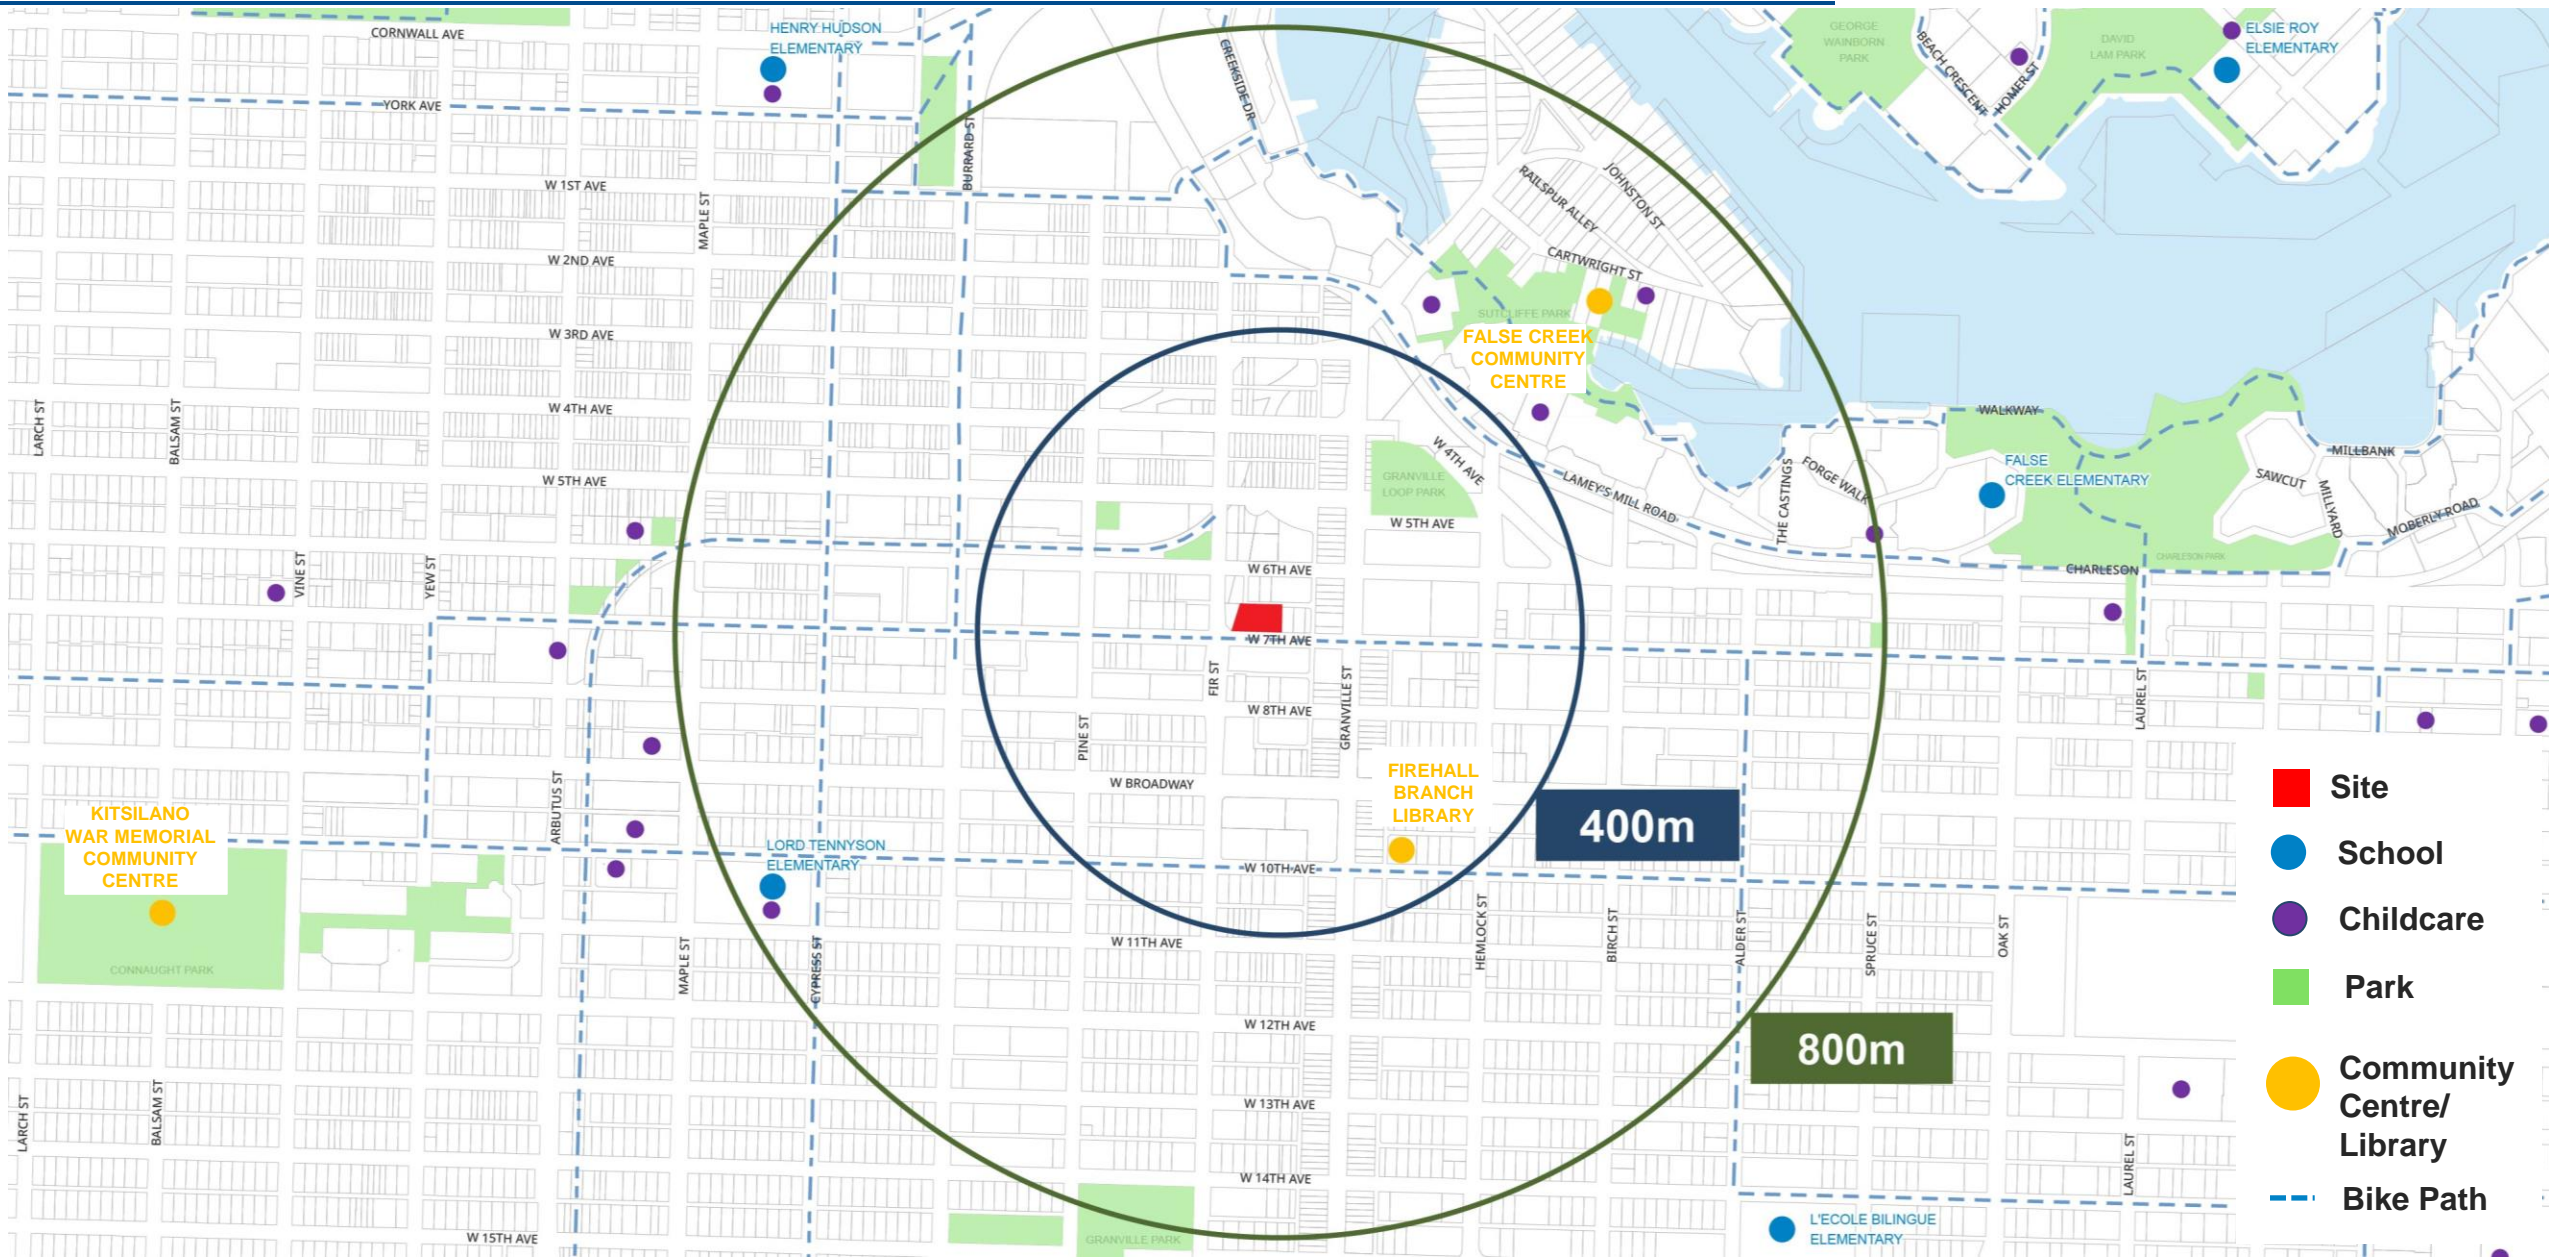 CORNWALL AVE
HENRY HUDSON
ELEMENTARY
CREEKSIDE DR
GEORGE
WAINBORN
PARK
BEACH CRESCENT
HOMER ST
DAVID
LAM PARK
ELSIE ROY
ELEMENTARY
YORK AVE
BURRARD ST
W 1ST AVE
MAPLE ST
RAILSPUR ALLEY
JOHNSTON ST
W 2ND AVE
CARTWRIGHT ST
SUTCLIFFE PARK
W 3RD AVE
FALSE CREEK
COMMUNITY
CENTRE
LARCH ST
BALSAM ST
W 4TH AVE
WALKWAY
W 4TH AVE
MILLBANK
W 5TH AVE
GRANVILLE
LOOP PARK
LAMEY'S MILL ROAD
THE CASTINGS
FORGE WALK
FALSE
CREEK ELEMENTARY
SAWCUT
MILLYARD
MOBERLY ROAD
W 5TH AVE
VINE ST
YEW ST
W 6TH AVE
CHARLESON PARK
CHARLESON
W 7TH AVE
FIR ST
GRANVILLE ST
LAUREL ST
PINE ST
W 8TH AVE
W BROADWAY
FIREHALL
BRANCH
LIBRARY
400m
ARBUTUS ST
KITSILANO
WAR MEMORIAL
COMMUNITY
CENTRE
LORD TENNYSON
ELEMENTARY
W 10TH AVE
CONNAUGHT PARK
MAPLE ST
CYPRESS ST
W 11TH AVE
HEMLOCK ST
BIRCH ST
ALDER ST
SPRUCE ST
OAK ST
W 12TH AVE
800m
LARCH ST
BALSAM ST
W 13TH AVE
LAUREL ST
W 14TH AVE
W 15TH AVE
GRANVILLE PARK
L'ECOLE BILINGUE
ELEMENTARY
Site
School
Childcare
Park
Community
Centre/
Library
Bike Path